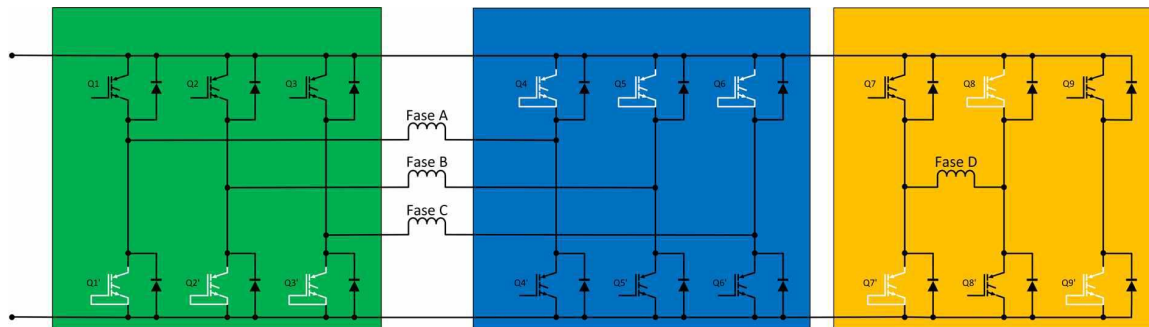 Q1 Q2 Q3 Q4 Q5 Q6 Q7 Q8 Q9
Fase A
Fase B
Fase D
Fase C
Q1' Q2' Q3' Q4' Q5' Q6' Q7' Q8' Q9'